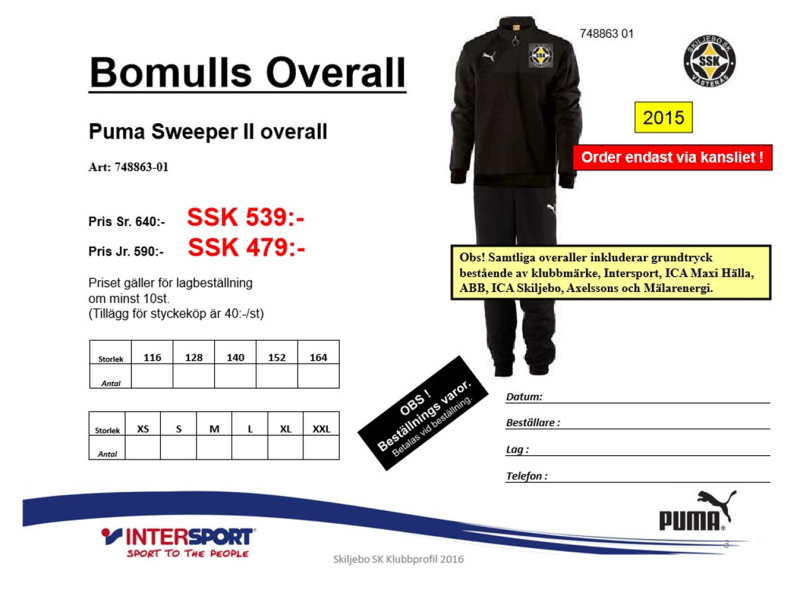 748863 01
Bomulls Overall
SKILJEBO SK
SSK
VÄSTERÅS
2015
Puma Sweeper II overall
Order endast via kansliet !
Art: 748863-01
Pris Sr. 640:- SSK 539:-
Pris Jr. 590:- SSK 479:-
Obs! Samtliga overaller inkluderar grundtryck
bestående av klubbmärke, Intersport, ICA Maxi Hälla,
ABB, ICA Skiljebo, Axelssons och Mälarenergi.
Priset gäller för lagbeställning
om minst 10st.
(Tillägg för styckeköp är 40:-/st)
Storlek 116 128 140 152 164
Antal
OBS !
Beställnings varor.
Betalas vid beställning.
Storlek XS S M L XL XXL
Antal
Datum:
Beställare :
Lag :
Telefon :
INTERSPORT
SPORT TO THE PEOPLE
PUMA
3
Skiljebo SK Klubbprofil 2016